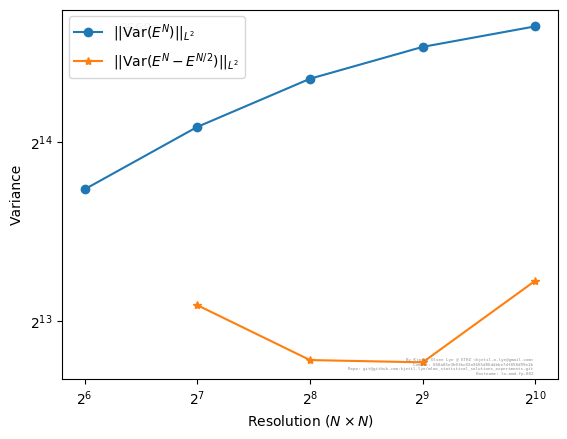 ||Var(E^N)||_{L^2}
||Var(E^N − E^{N/2})||_{L^2}
2^14
2^13
Variance
2^6 2^7 2^8 2^9 2^10
Resolution (N × N)